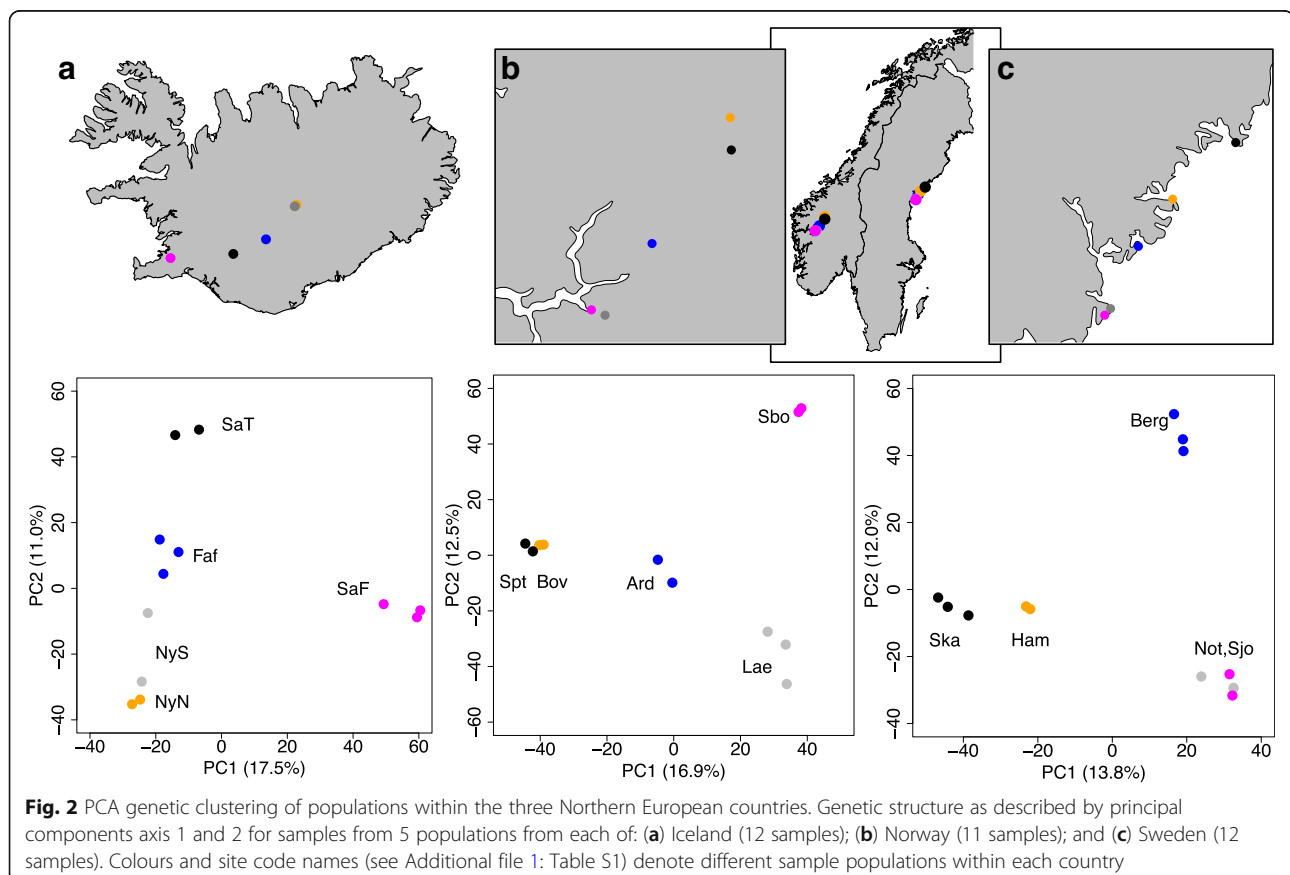 a
b
c
60
40
20
0
−20
−40
PC2 (11.0%)
SaT
Faf
SaF
NyS
NyN
−40
−20
0
20
40
60
PC1 (17.5%)
60
40
20
0
−20
−40
−60
PC2 (12.5%)
Sbo
Spt
Bov
Ard
Lae
−40
−20
0
20
40
PC1 (16.9%)
60
40
20
0
−20
−40
PC2 (12.0%)
Berg
Ska
Ham
Not,Sjo
−40
−20
0
20
40
PC1 (13.8%)
Fig. 2 PCA genetic clustering of populations within the three Northern European countries. Genetic structure as described by principal
components axis 1 and 2 for samples from 5 populations from each of: (a) Iceland (12 samples); (b) Norway (11 samples); and (c) Sweden (12
samples). Colours and site code names (see Additional file 1: Table S1) denote different sample populations within each country